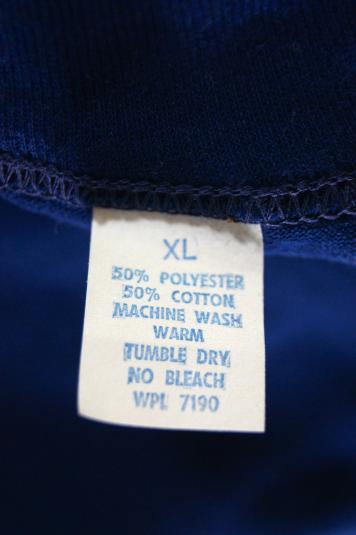 XL
50% POLYESTER
50% COTTON
MACHINE WASH
WARM
TUMBLE DRY
NO BLEACH
WPL 7190